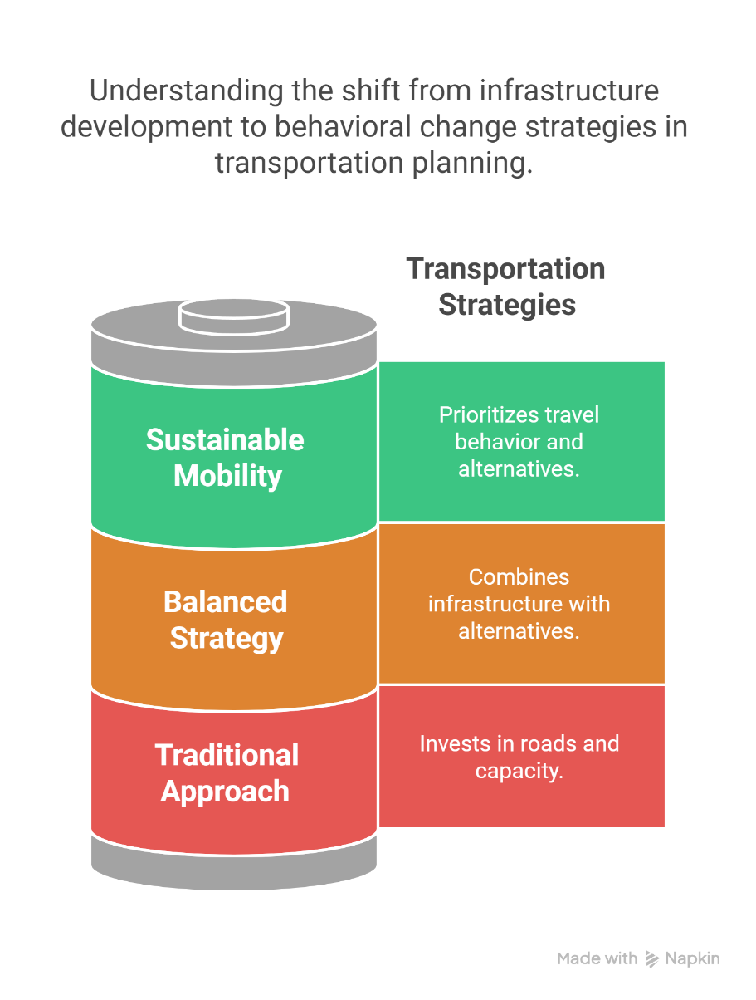 Understanding the shift from infrastructure
development to behavioral change strategies in
transportation planning.
Transportation
Strategies
Sustainable
Mobility
Prioritizes travel
behavior and
alternatives.
Balanced
Strategy
Combines
infrastructure with
alternatives.
Traditional
Approach
Invests in roads and
capacity.
Made with Napkin